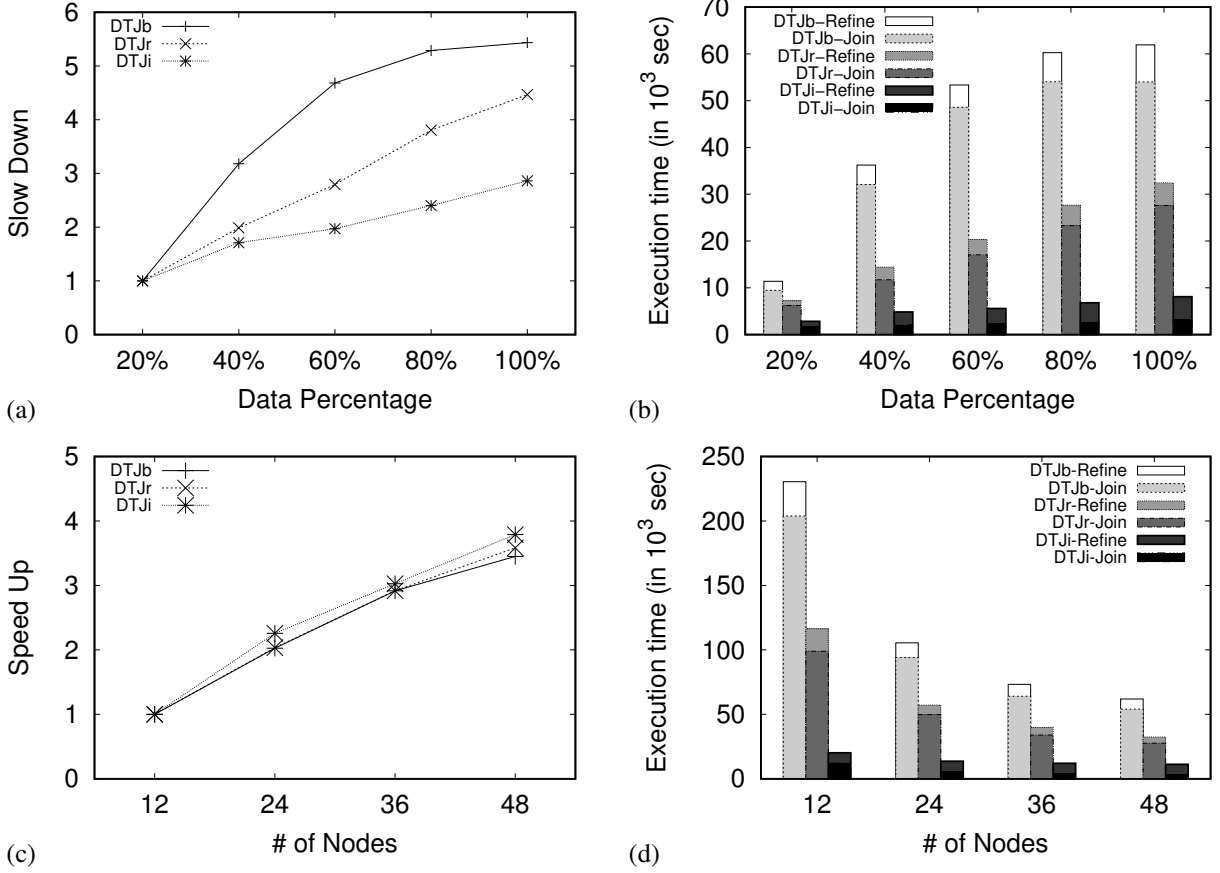 6
5
4
3
2
1
0
Slow Down
DTJb
DTJr
DTJi
20% 40% 60% 80% 100%
Data Percentage
(a)
70
60
50
40
30
20
10
0
Execution time (in 10³ sec)
DTJb–Refine
DTJb–Join
DTJr–Refine
DTJr–Join
DTJi–Refine
DTJi–Join
20% 40% 60% 80% 100%
Data Percentage
(b)
5
4
3
2
1
0
Speed Up
DTJb
DTJr
DTJi
12 24 36 48
# of Nodes
(c)
250
200
150
100
50
0
Execution time (in 10³ sec)
DTJb-Refine
DTJb-Join
DTJr-Refine
DTJr-Join
DTJi-Refine
DTJi-Join
12 24 36 48
# of Nodes
(d)